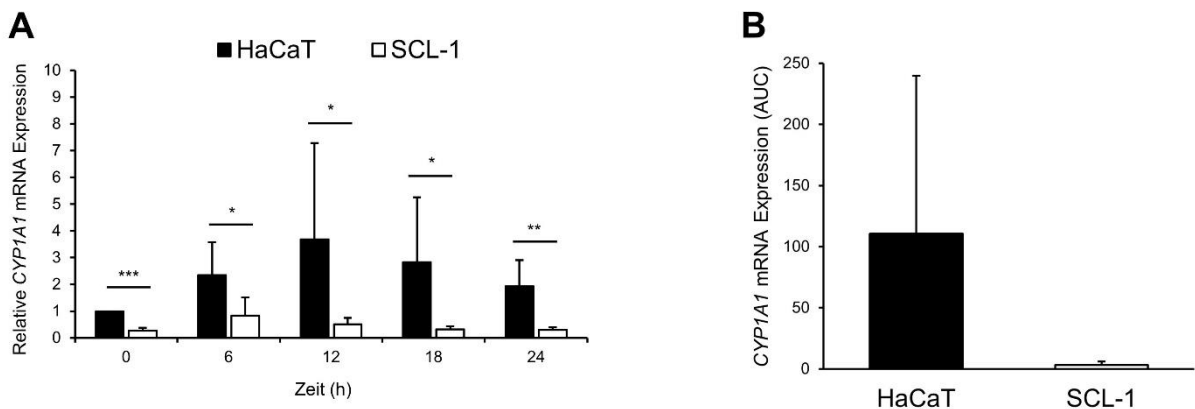 A
HaCaT SCL-1
Relative CYP1A1 mRNA Expression
10
9
8
7
6
5
4
3
2
1
0
***
*
*
*
**
0 6 12 18 24
Zeit (h)
B
CYP1A1 mRNA Expression (AUC)
250
200
150
100
50
0
HaCaT SCL-1